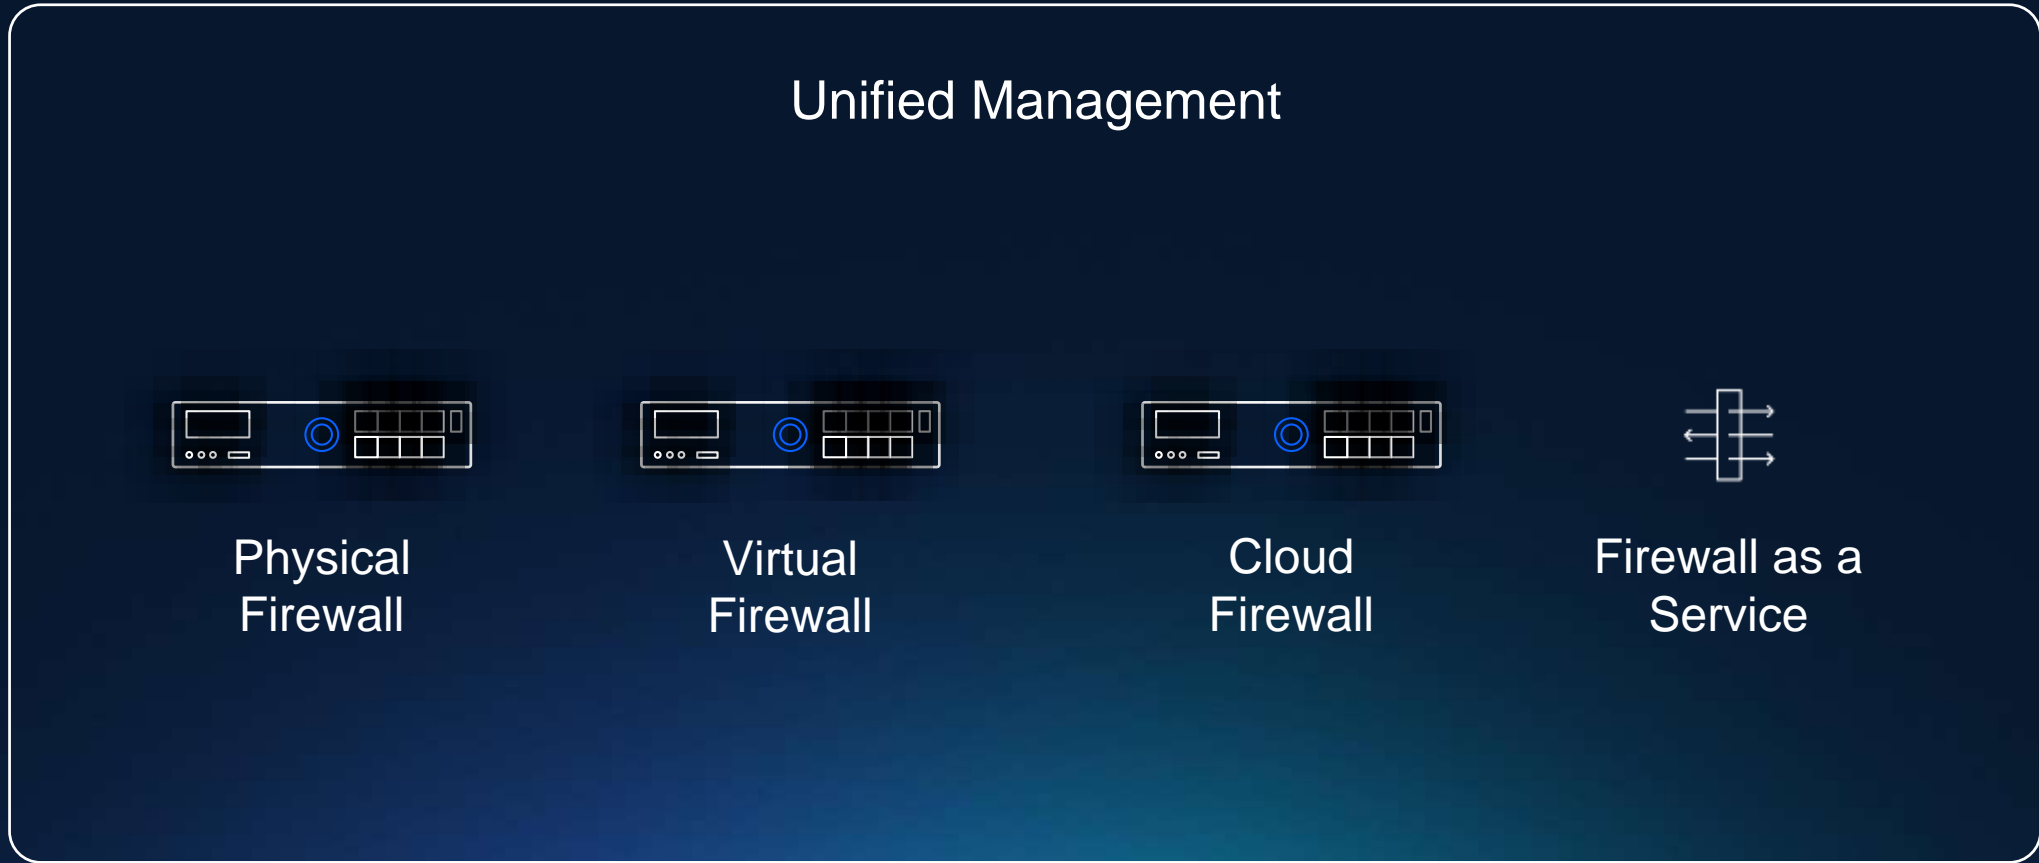 Unified Management
Physical
Firewall
Virtual
Firewall
Cloud
Firewall
Firewall as a
Service